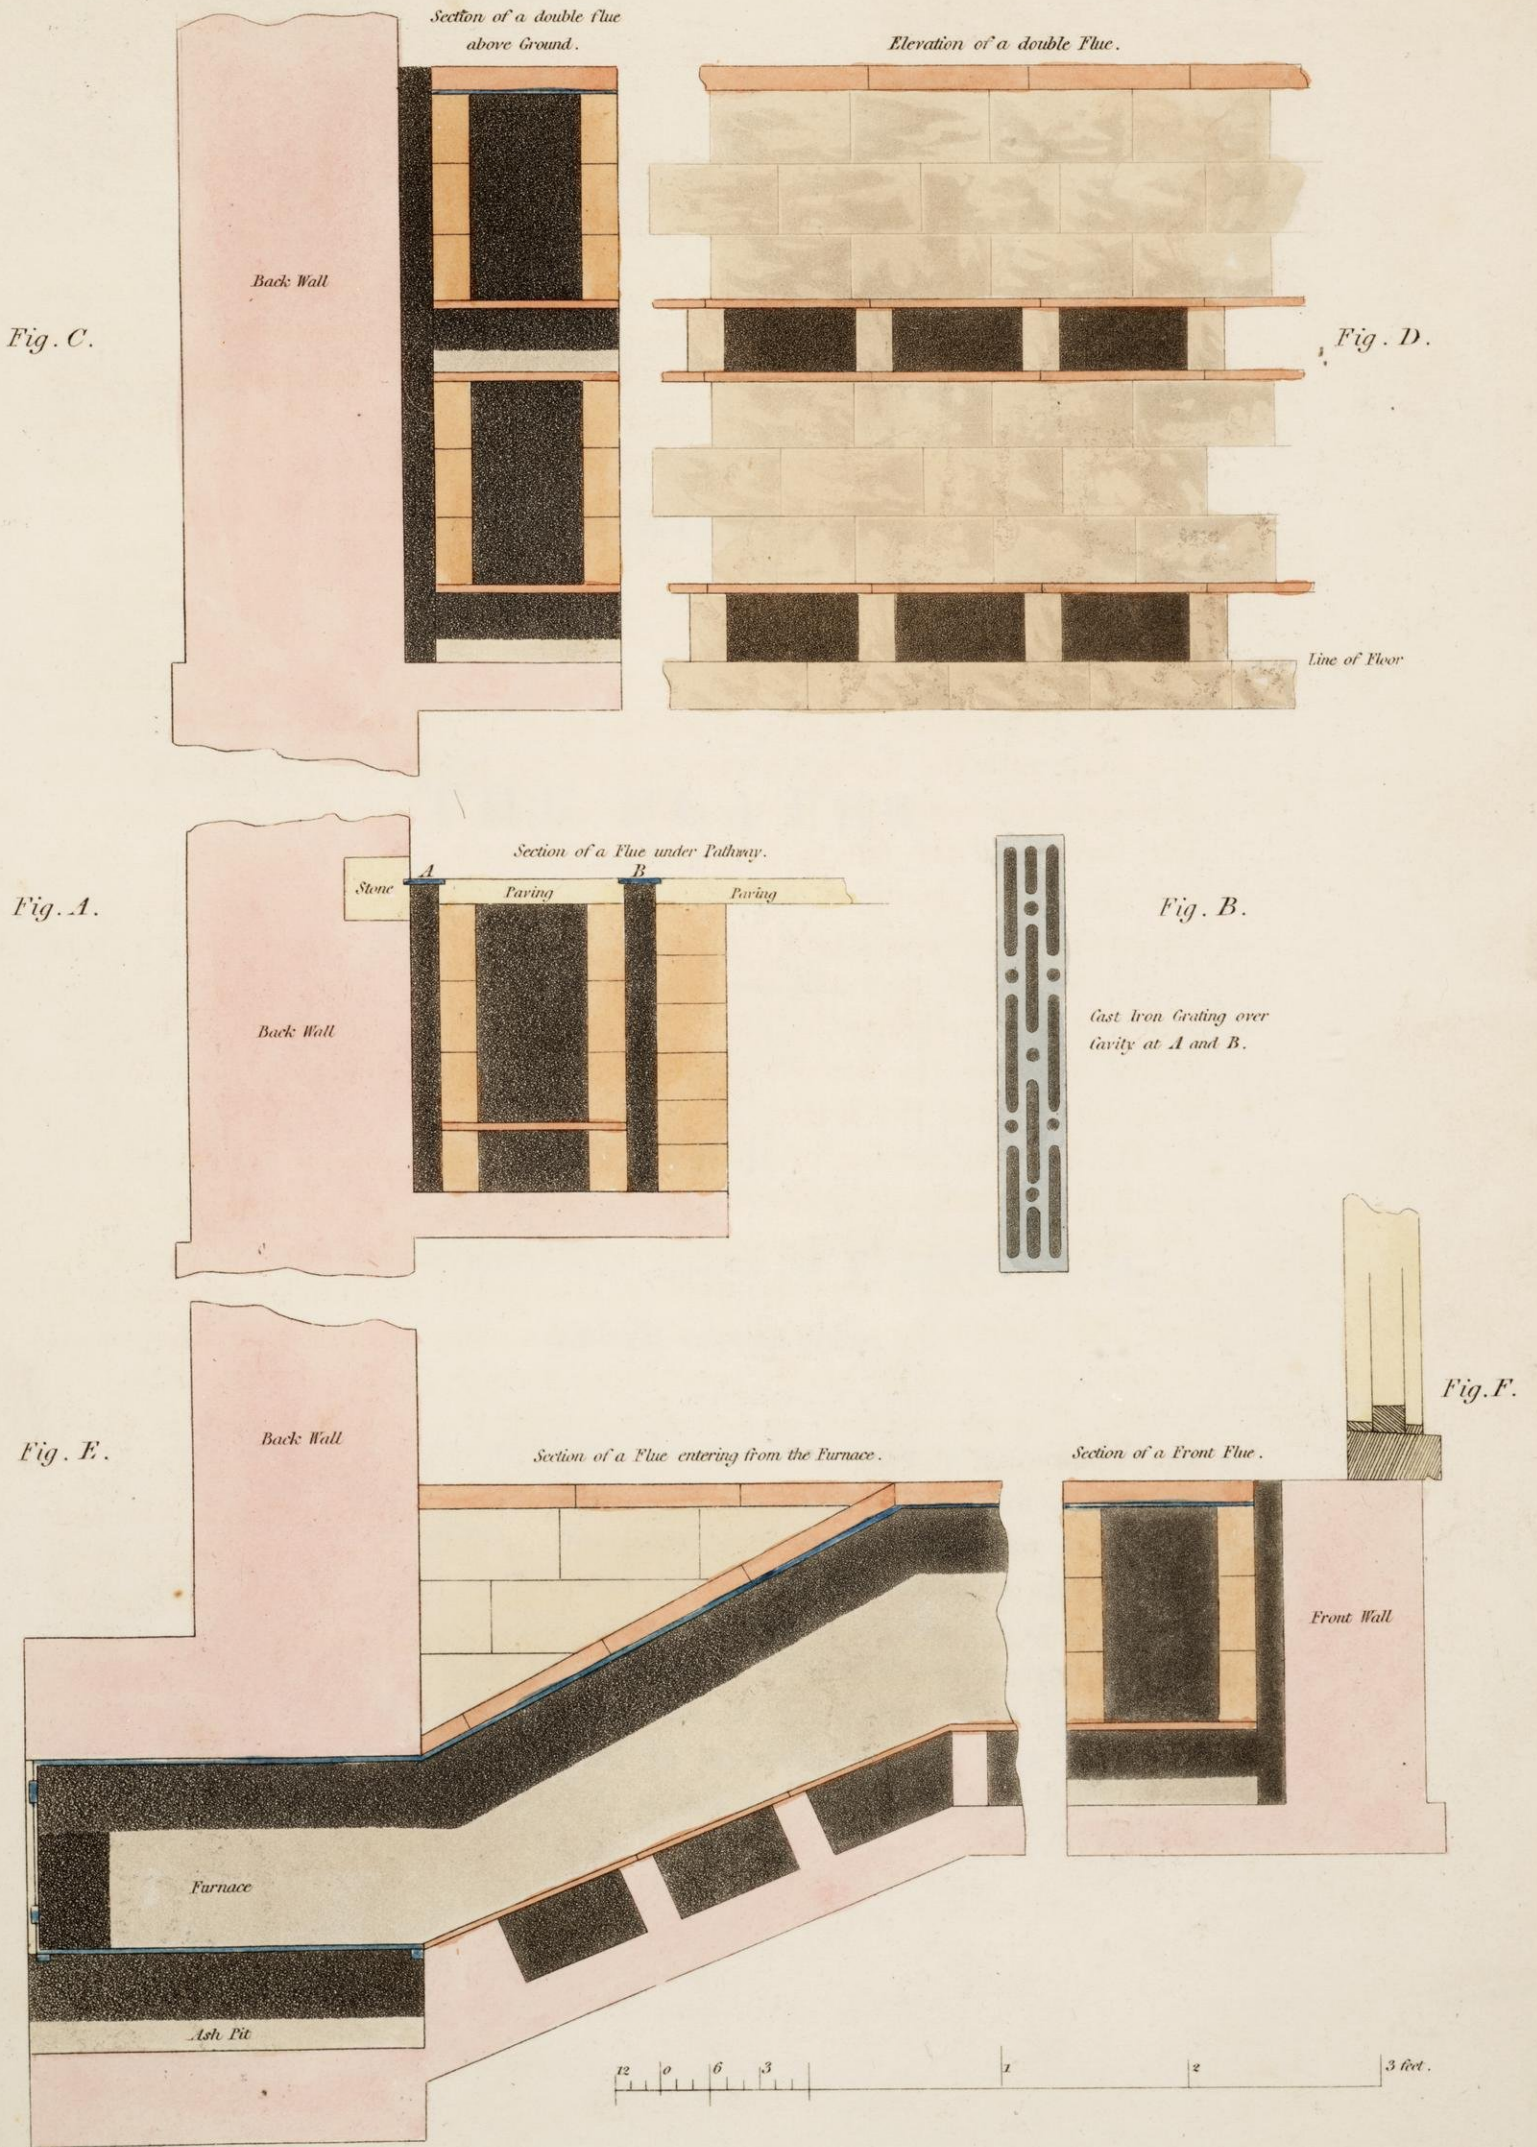 Section of a double flue
above Ground.
Elevation of a double Flue.
Back Wall
Fig. C.
Fig. D.
Line of Floor
Section of a Flue under Pathway.
A
B
Stone
Paving
Paving
Fig. A.
Fig. B.
Back Wall
Cast Iron Grating over
Cavity at A and B.
Fig. F.
Back Wall
Fig. E.
Section of a Flue entering from the Furnace.
Section of a Front Flue.
Front Wall
Furnace
Ash Pit
12 0 6 3 1 2 3 feet.